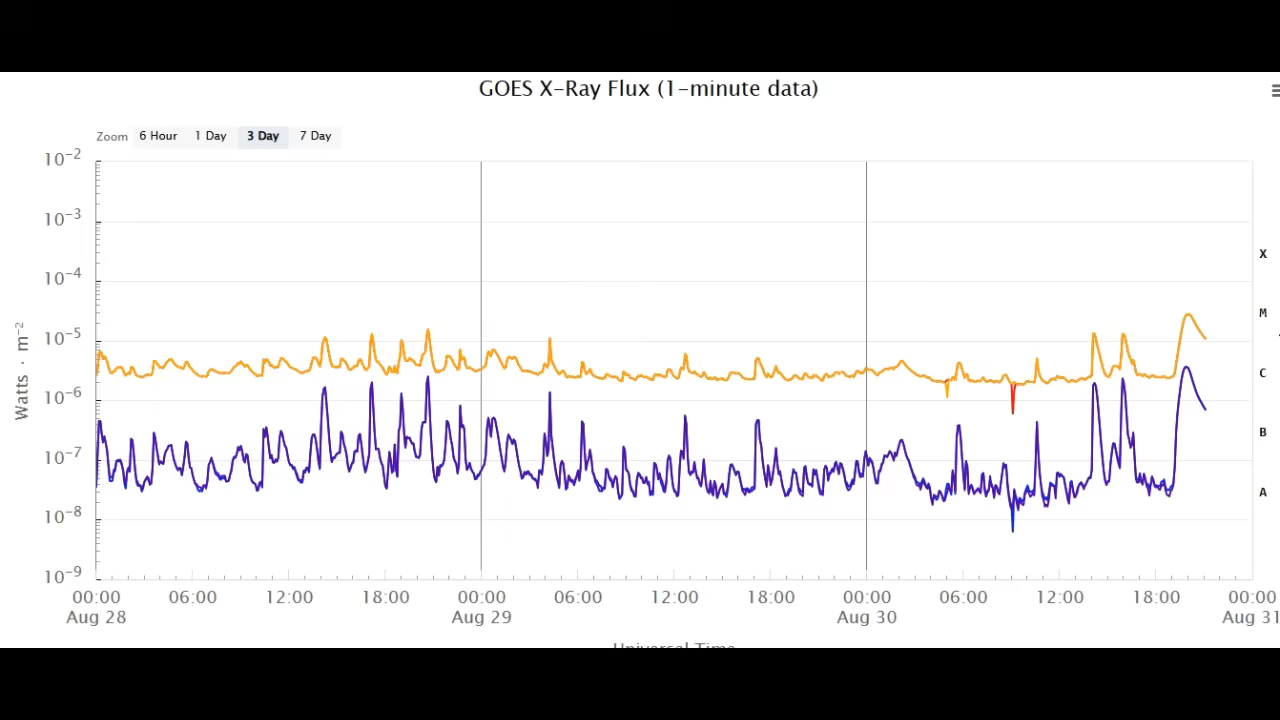 GOES X-Ray Flux (1-minute data)
Zoom 6 Hour 1 Day 3 Day 7 Day
10⁻²
10⁻³
10⁻⁴
10⁻⁵
10⁻⁶
10⁻⁷
10⁻⁸
10⁻⁹
Watts · m⁻²
X
M
C
B
A
00:00 06:00 12:00 18:00 00:00 06:00 12:00 18:00 00:00 06:00 12:00 18:00 00:00
Aug 28 Aug 29 Aug 30 Aug 31
Universal Time